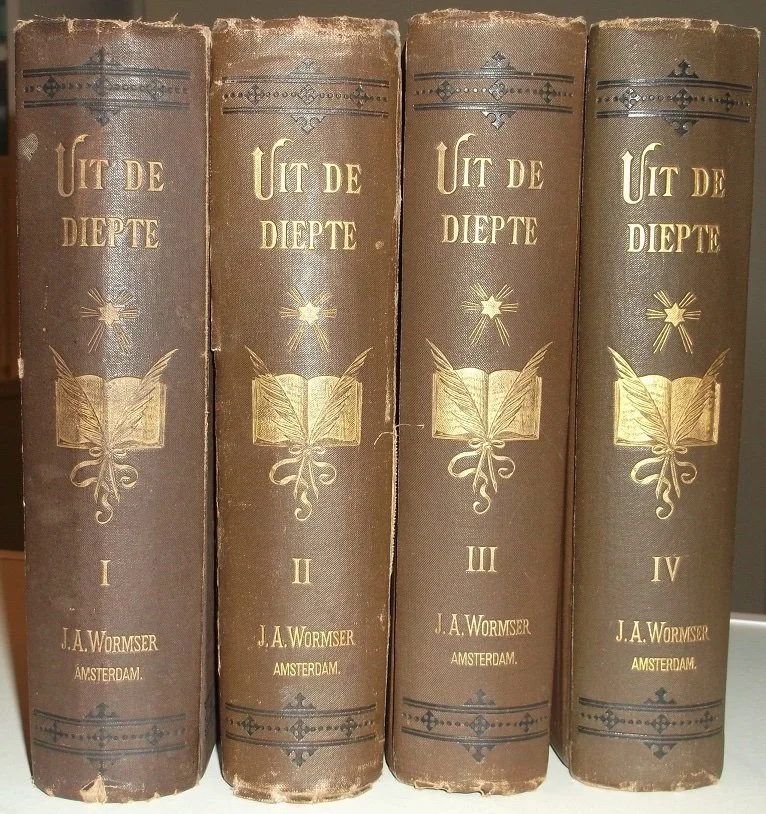 UIT DE
DIEPTE
I
J.A. WORMSER
AMSTERDAM.
UIT DE
DIEPTE
II
J.A. WORMSER
AMSTERDAM.
UIT DE
DIEPTE
III
J.A. WORMSER
AMSTERDAM.
UIT DE
DIEPTE
IV
J.A. WORMSER
AMSTERDAM.